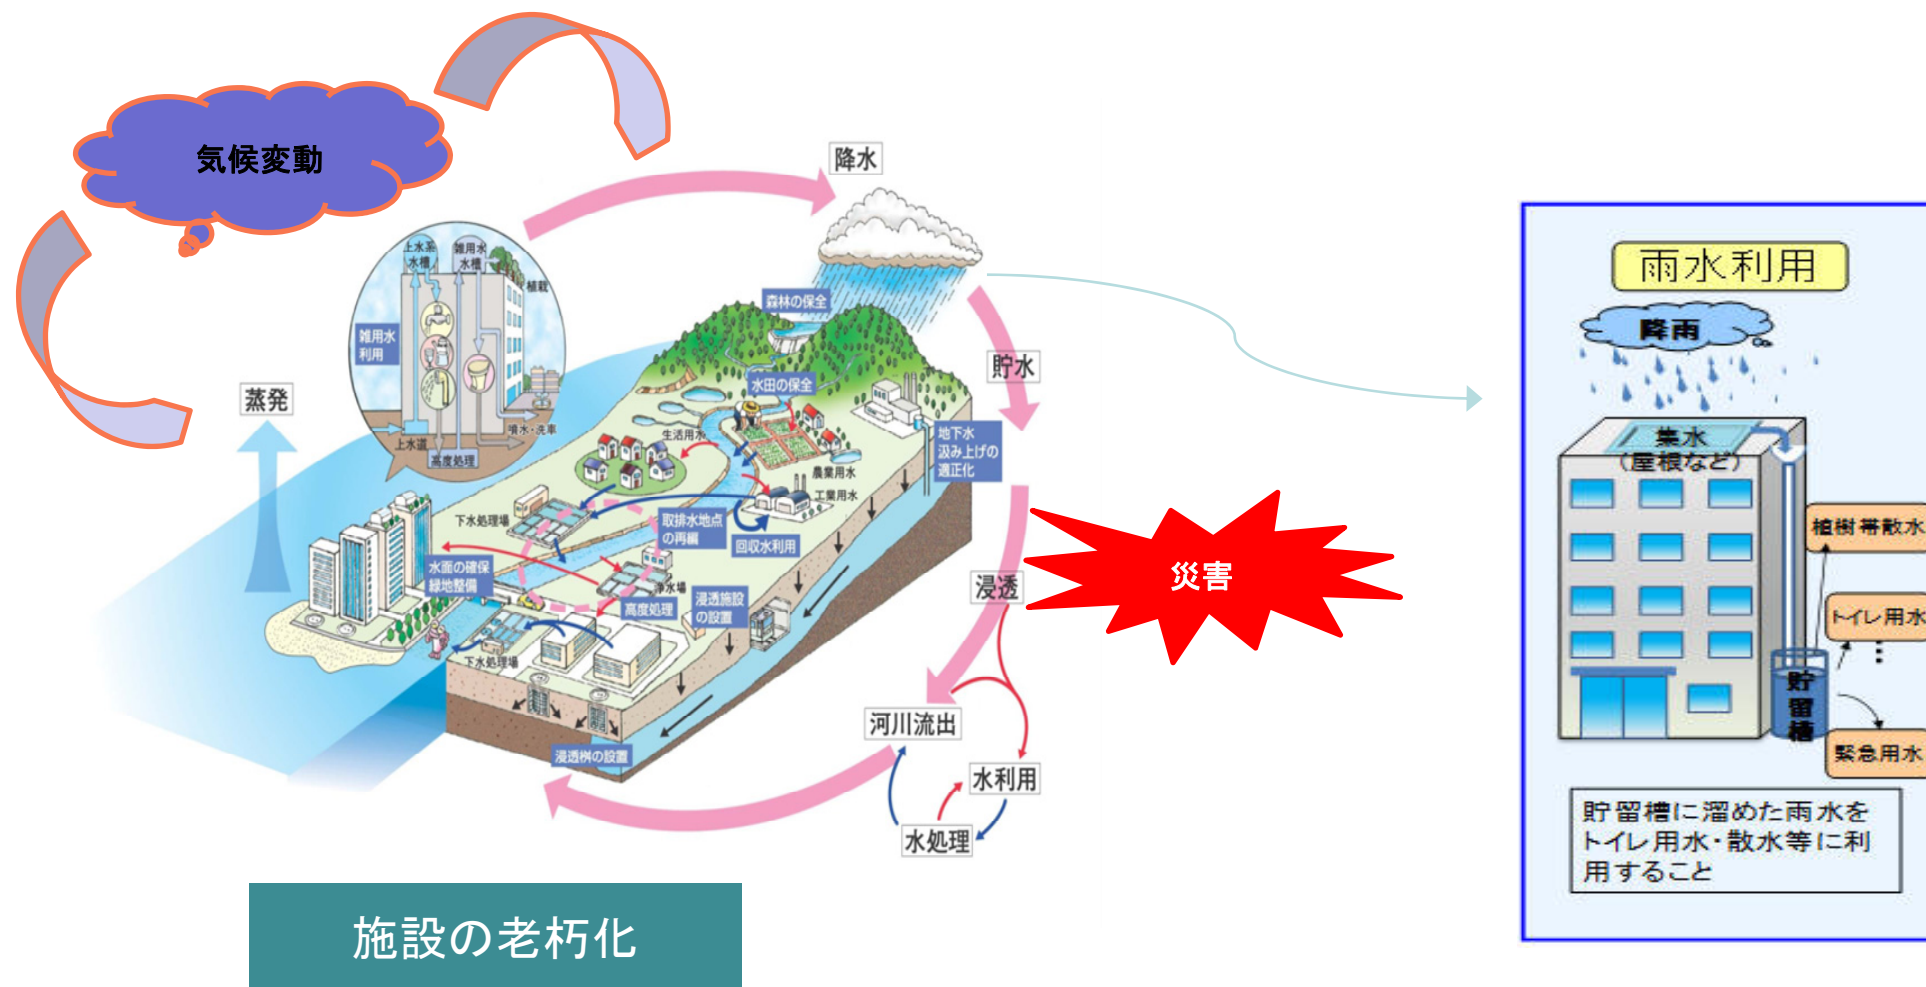 気候変動
降水
上水系
水槽
雑用水
水槽
植栽
雑用水
利用
上水道
高度処理
噴水・洗車
蒸発
森林の保全
貯水
水田の保全
生活用水
地下水
汲み上げの
適正化
農業用水
工業用水
下水処理場
取排水地点
の再編
回収水利用
水面の確保
緑地整備
浄水場
高度処理
浸透施設
の設置
下水処理場
浸透桝の設置
浸透
災害
河川流出
水利用
水処理
施設の老朽化
雨水利用
降雨
集水
(屋根など)
植樹帯散水
トイレ用水
⋮
貯
留
槽
緊急用水
貯留槽に溜めた雨水を
トイレ用水・散水等に利
用すること